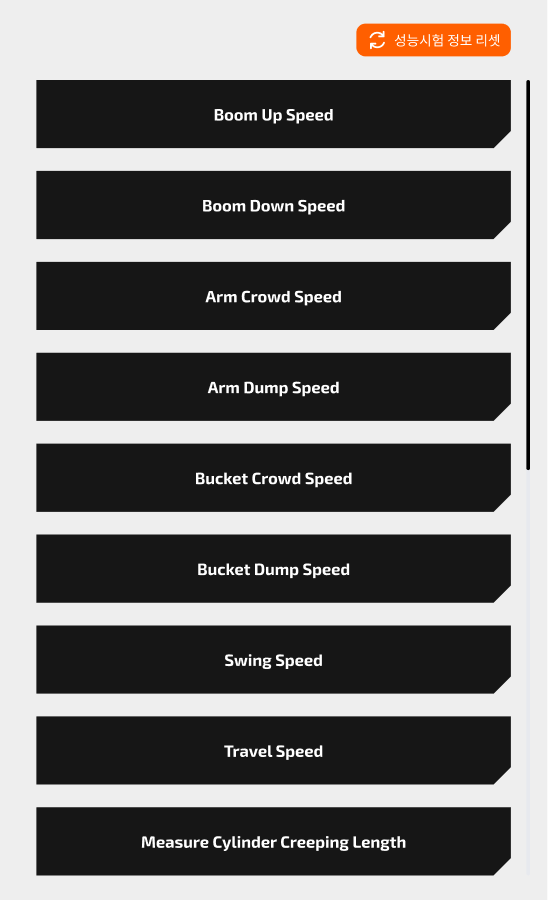 성능시험 정보 리셋
Boom Up Speed
Boom Down Speed
Arm Crowd Speed
Arm Dump Speed
Bucket Crowd Speed
Bucket Dump Speed
Swing Speed
Travel Speed
Measure Cylinder Creeping Length